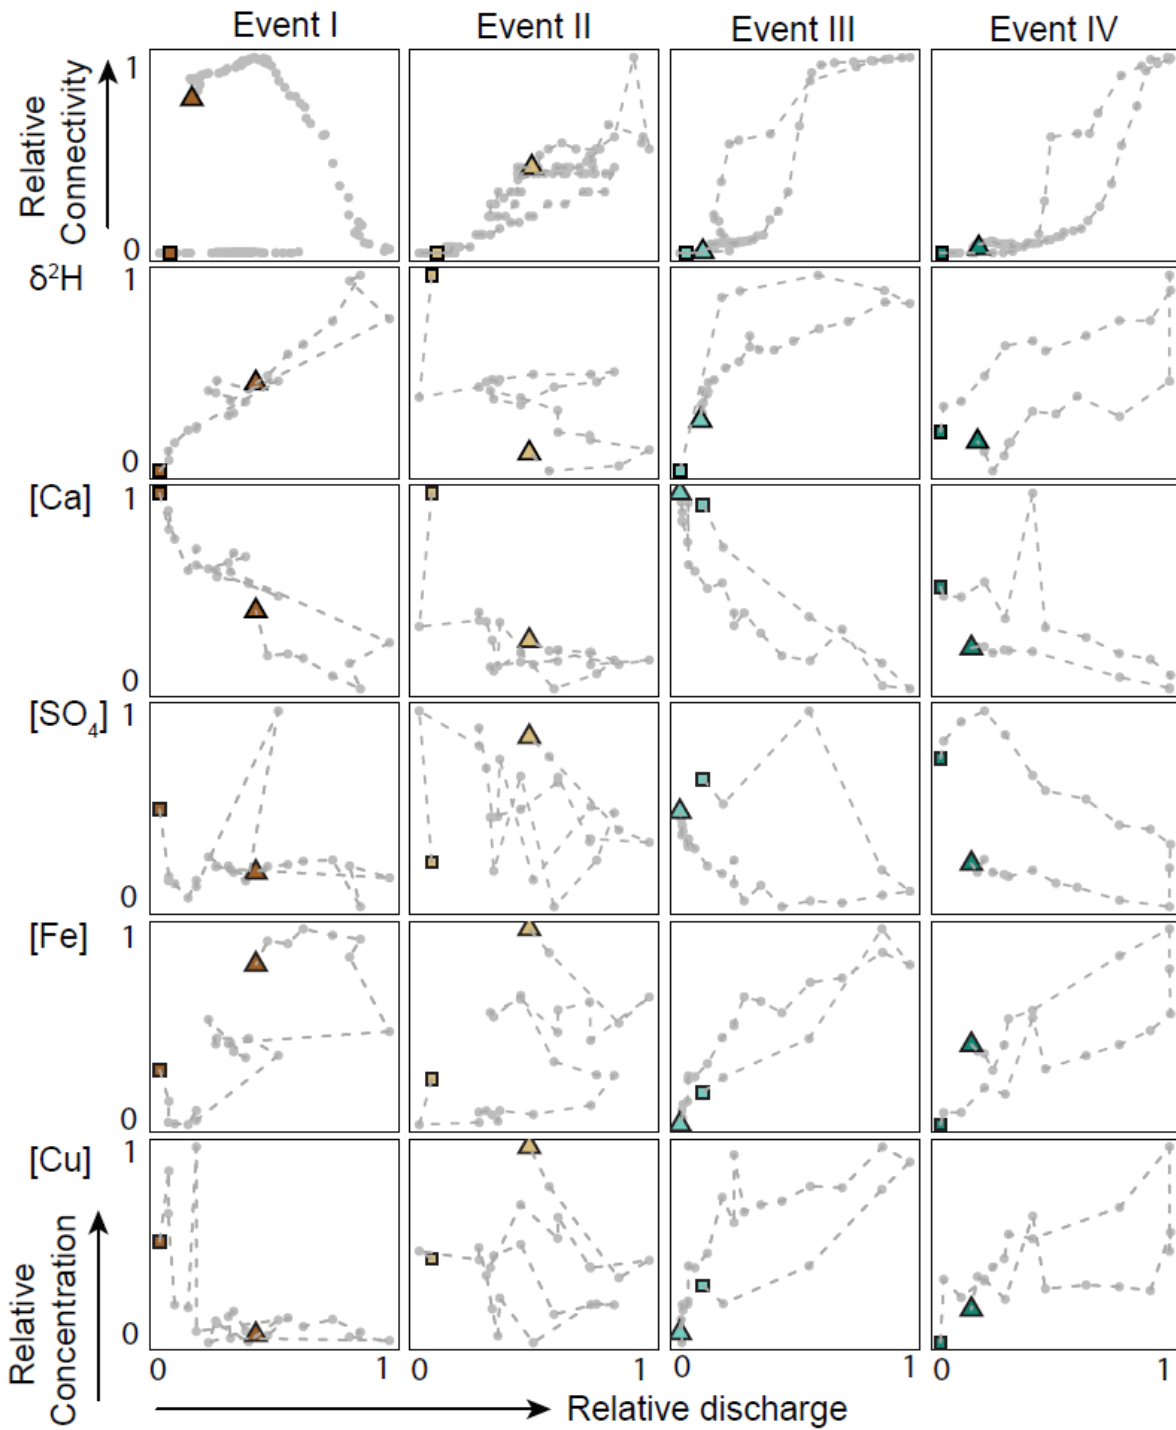 Event I Event II Event III Event IV
Relative
Connectivity
1
0
δ²H
1
0
[Ca]
1
0
[SO₄] 1
0
[Fe]
1
0
[Cu]
1
0
Relative
Concentration
0 1 0 1 0 1 0 1
Relative discharge